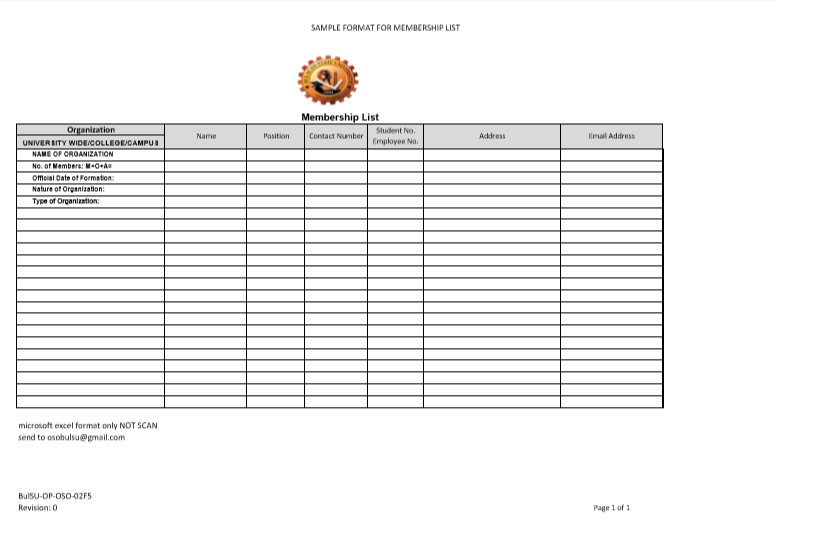 SAMPLE FORMAT FOR MEMBERSHIP LIST
Membership List
Organization
UNIVERSITY WIDE/COLLEGE/CAMPUS
Name
Position
Contact Number
Student No.
Employee No.
Address
Email Address
NAME OF ORGANIZATION
No. of Members: M+O+A=
Official Date of Formation:
Nature of Organization:
Type of Organization:
microsoft excel format only NOT SCAN
send to osobulsu@gmail.com
BulSU-OP-OSO-02F5
Revision: 0
Page 1 of 1